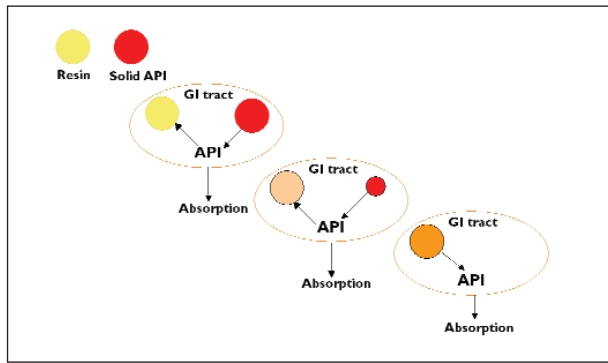 Resin
Solid API
GI tract
API
Absorption
GI tract
API
Absorption
GI tract
API
Absorption